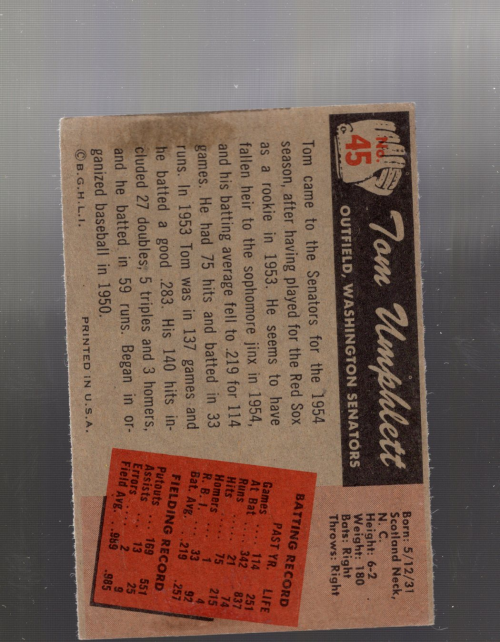 No.
45
Tom Umphlett
OUTFIELD, WASHINGTON SENATORS
Born: 5/12/31
Scotland Neck,
N. C.
Height: 6-2
Weight: 180
Bats: Right
Throws: Right
Tom came to the Senators for the 1954
season, after having played for the Red Sox
as a rookie in 1953. He seems to have
fallen heir to the sophomore jinx in 1954,
and his batting average fell to .219 for 114
games. He had 75 hits and batted in 33
runs. In 1953 Tom was in 137 games and
he batted a good .283. His 140 hits in-
cluded 27 doubles, 5 triples and 3 homers,
and he batted in 59 runs. Began in or-
ganized baseball in 1950.
©B.G.H.L.I.
PRINTED IN U.S.A.
BATTING RECORD
PAST YR. LIFE
Games 114 251
At Bat 342 837
Runs 21 74
Hits 75 215
Homers 1 4
R. B. I. 33 92
Bat. Avg. .219 .257
FIELDING RECORD
Putouts 169 551
Assists 13 25
Errors 2 9
Field Avg. .989 .985